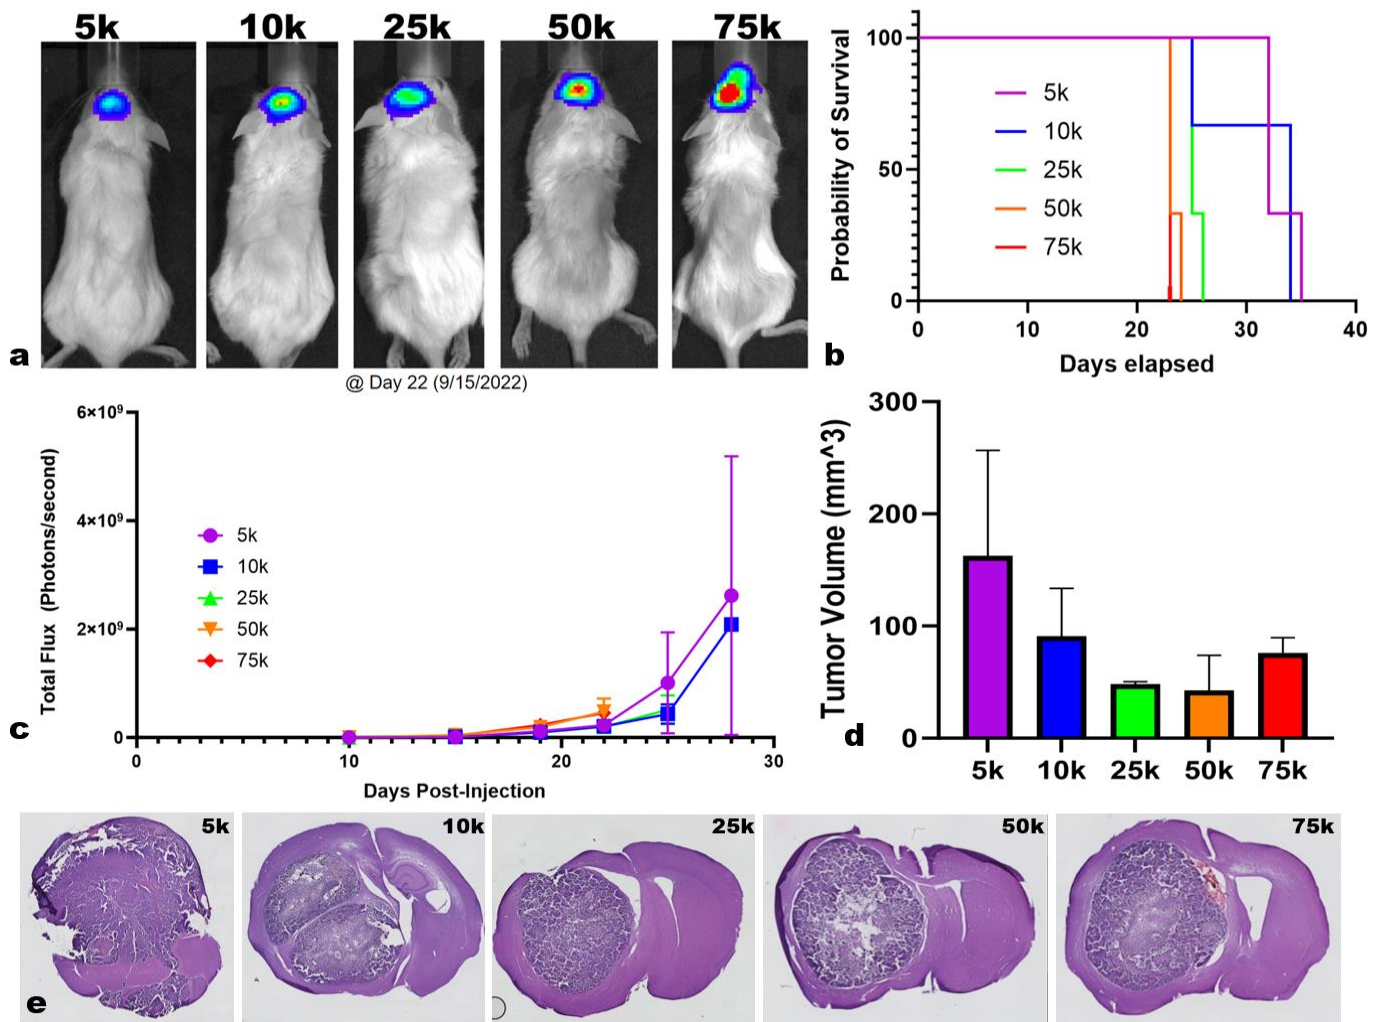 5k 10k 25k 50k 75k
a
@ Day 22 (9/15/2022)
Probability of Survival
100
50
0
5k
10k
25k
50k
75k
0 10 20 30 40
Days elapsed
b
Total Flux (Photons/second)
6×10⁹
4×10⁹
2×10⁹
0
5k
10k
25k
50k
75k
0 10 20 30
Days Post-Injection
c
Tumor Volume (mm^3)
300
200
100
0
5k 10k 25k 50k 75k
d
5k 10k 25k 50k 75k
e